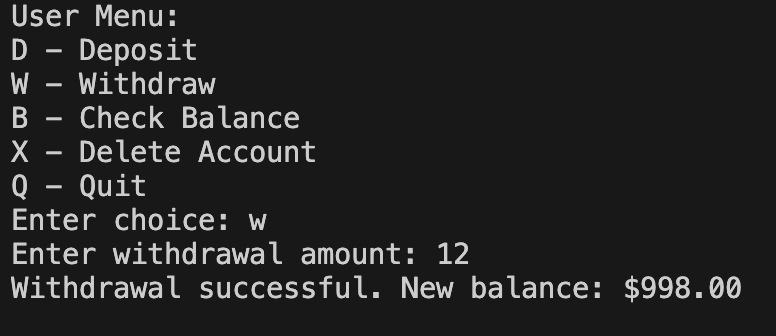 User Menu:
D – Deposit
W – Withdraw
B – Check Balance
X – Delete Account
Q – Quit
Enter choice: w
Enter withdrawal amount: 12
Withdrawal successful. New balance: $998.00